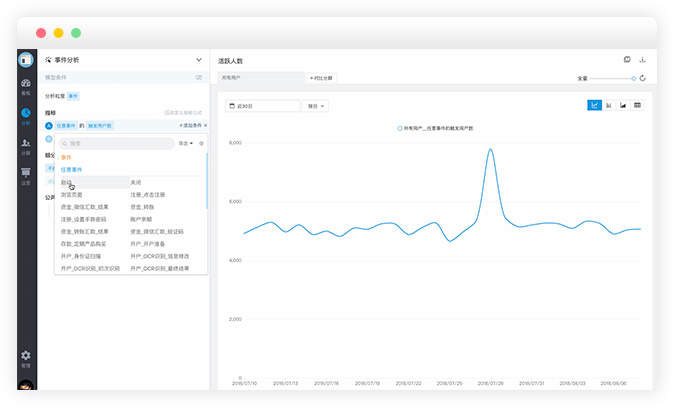 事件分析
模型条件
分析粒度 事件
指标
自定义指标公式
A 任意事件 的 触发用户数 +添加条件 ×
搜索
筛选
事件
任意事件
启动 关闭
浏览页面 注册_点击注册
资金_微信汇款_结果 资金_转账
注册_设置手势密码 账户余额
资金_转账汇款_结果 资金_微信汇款_验证码
存款_定期产品购买 开户_开户准备
开户_身份证扫描 开户_OCR识别_信息修改
开户_OCR识别_初次识别 开户_OCR识别_最终结果
看板
分析
分群
运营
管理
活跃人数
所有用户 +对比分群
全量
近30日 按日
所有用户__任意事件的触发用户数
8,000
6,000
4,000
2,000
0
2018/07/10 2018/07/13 2018/07/16 2018/07/19 2018/07/22 2018/07/25 2018/07/28 2018/07/31 2018/08/03 2018/08/06